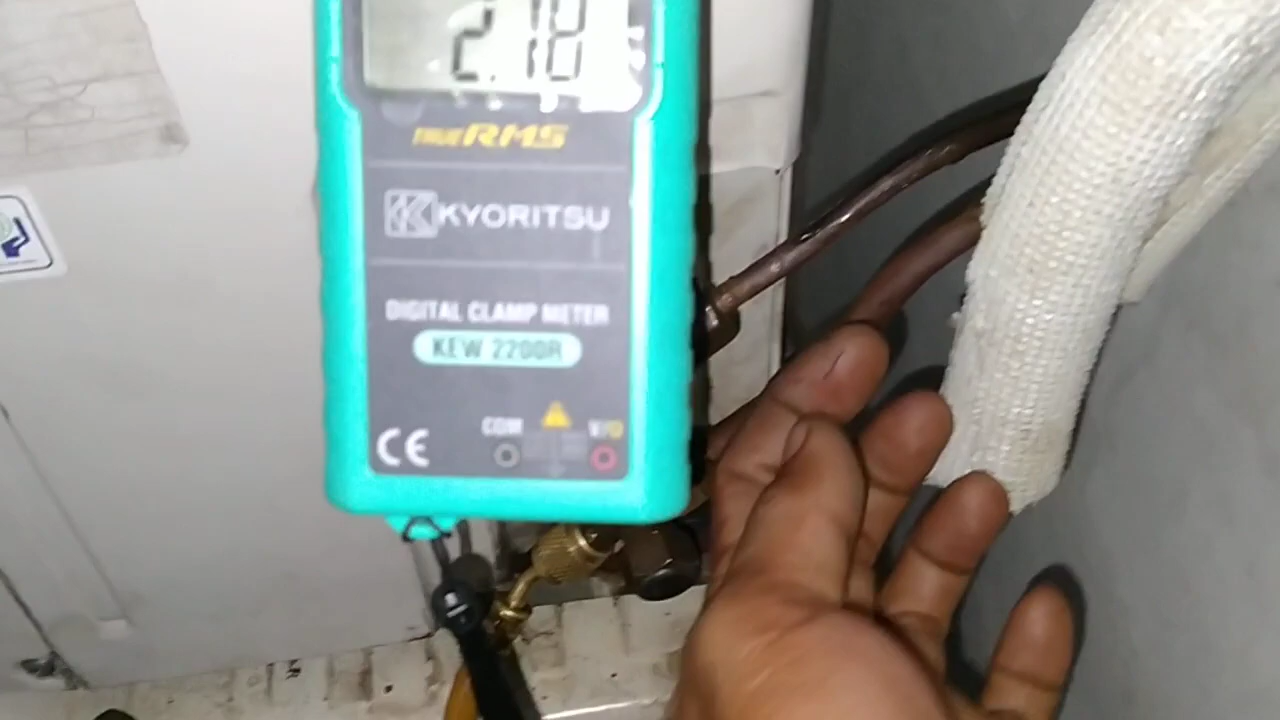 2.18
TRUE RMS
KYORITSU
DIGITAL CLAMP METER
KEW 2200R
COM
V/Ω
CE